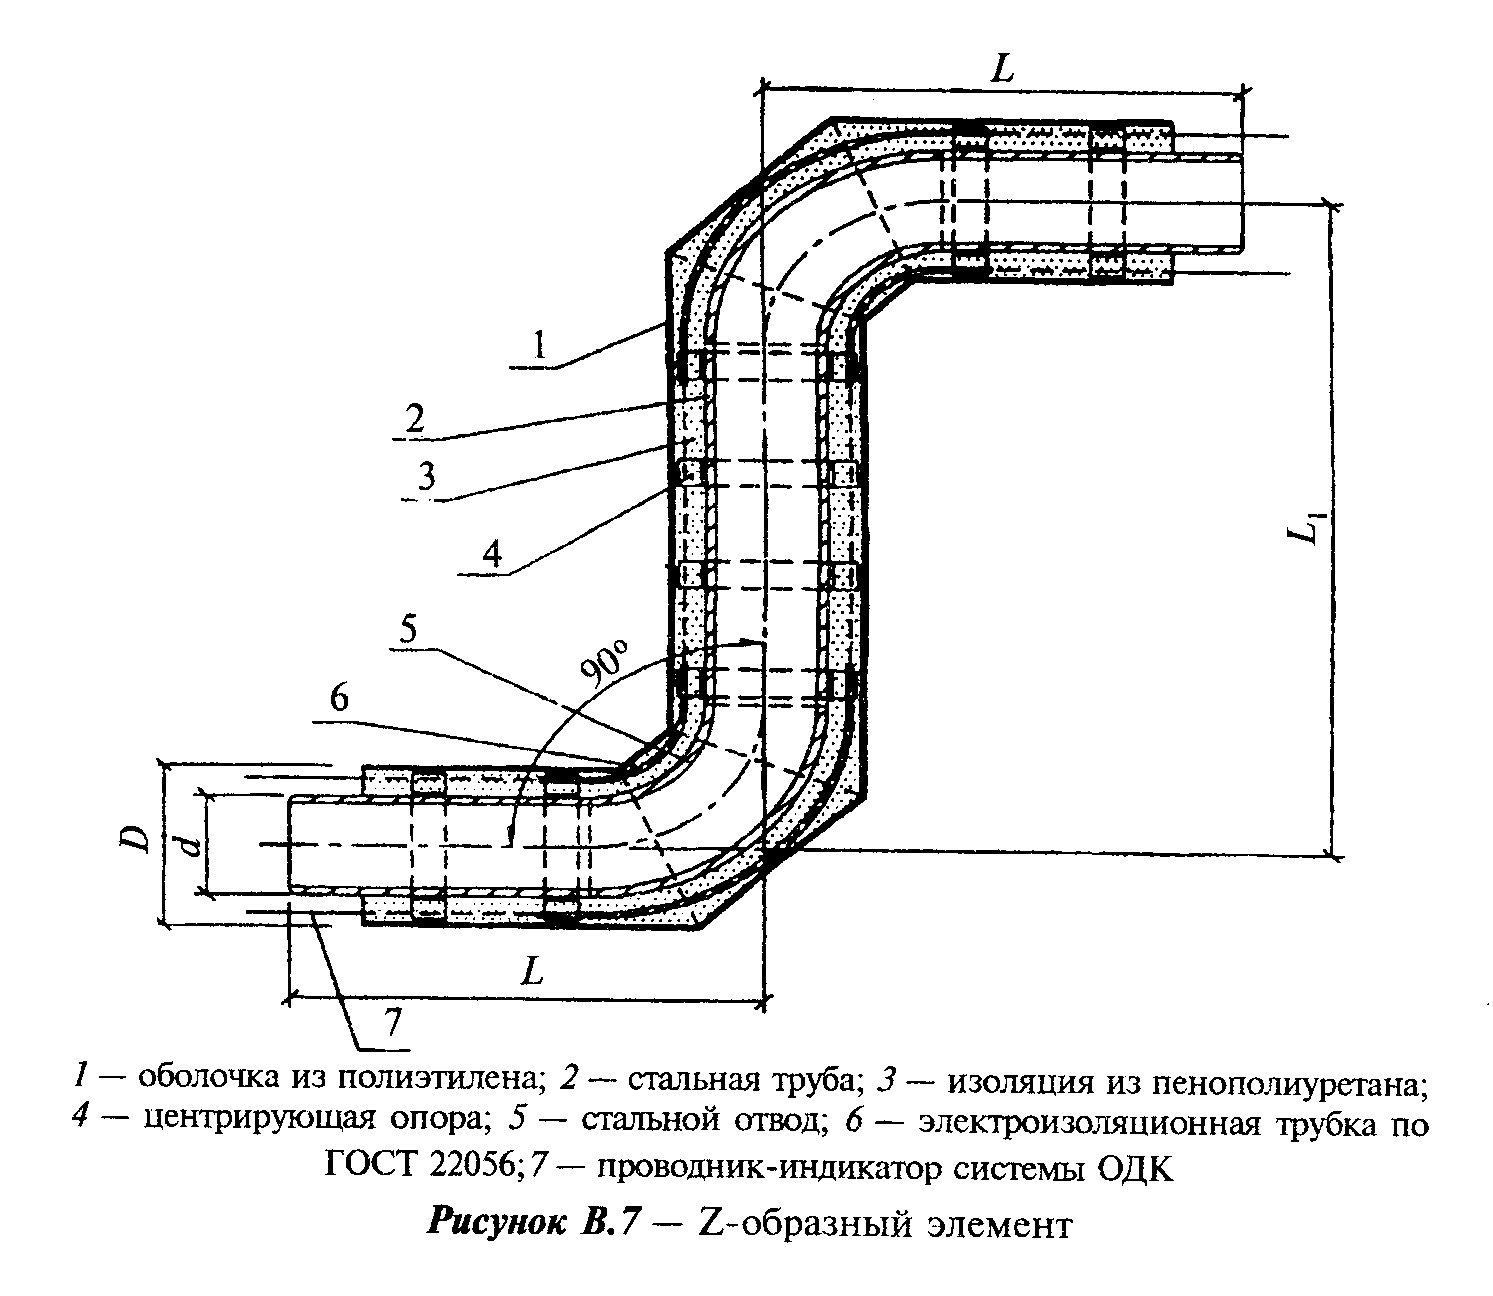 L
1
2
3
L1
4
5
90°
6
D
d
L
7
1 — оболочка из полиэтилена; 2 — стальная труба; 3 — изоляция из пенополиуретана;
4 — центрирующая опора; 5 — стальной отвод; 6 — электроизоляционная трубка по
ГОСТ 22056; 7 — проводник-индикатор системы ОДК
Рисунок В.7 — Z-образный элемент